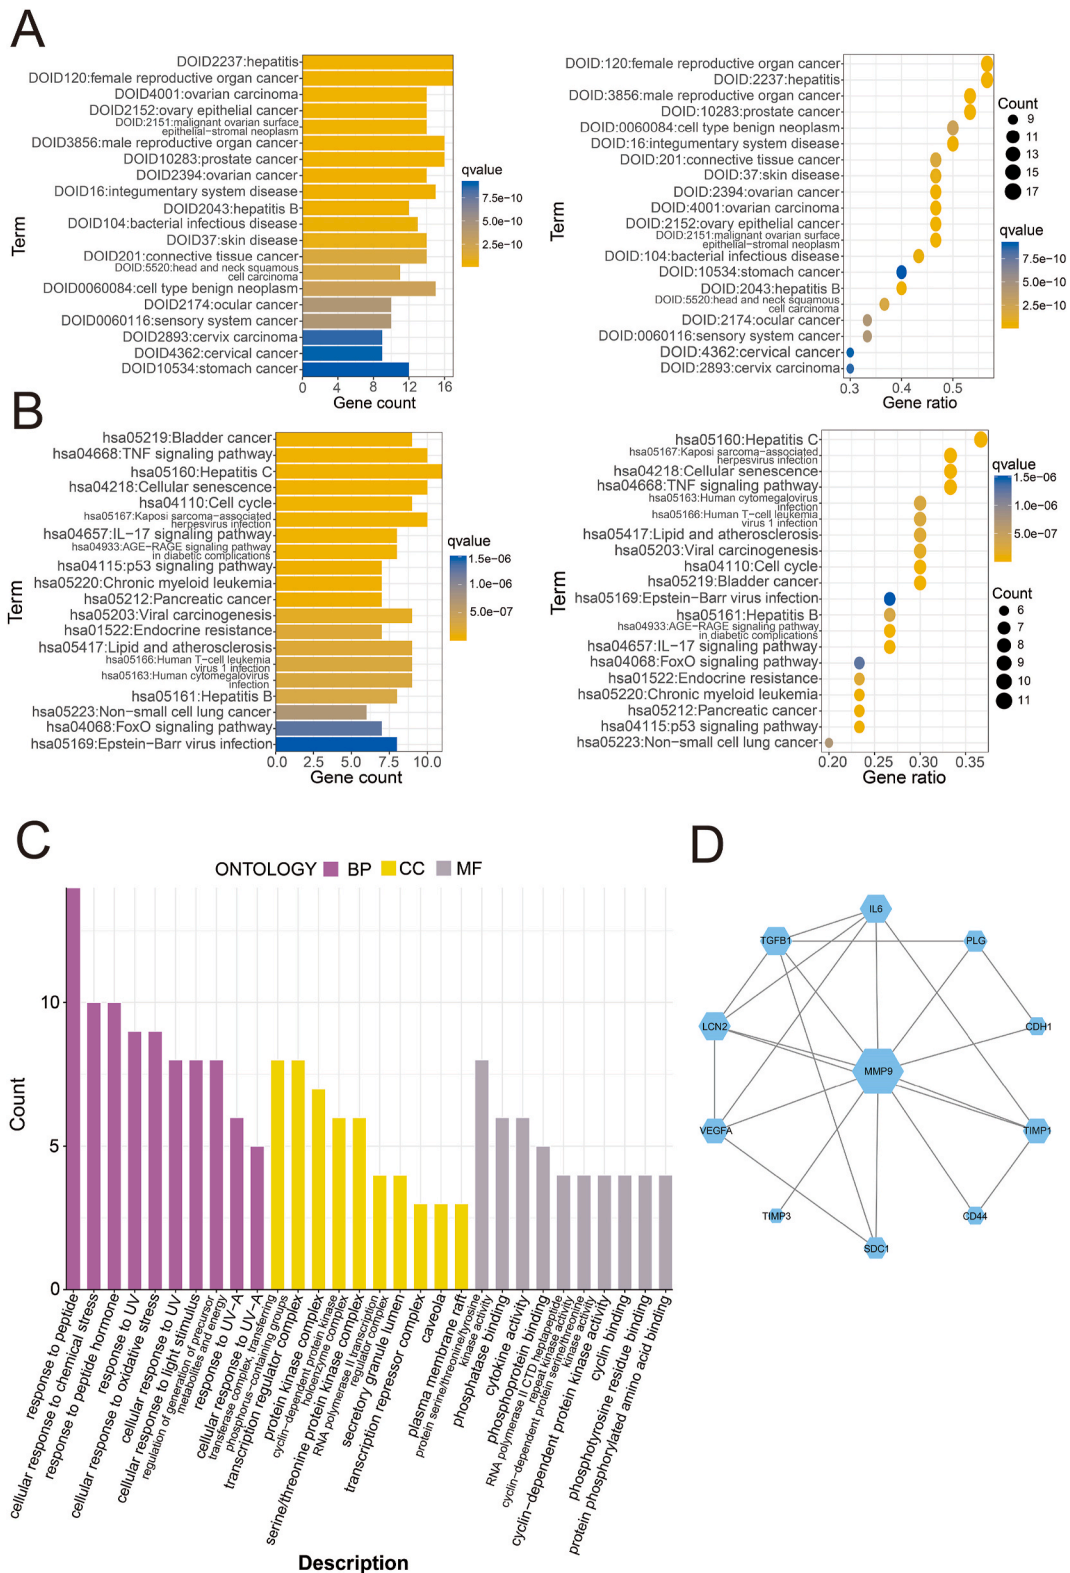 A
DOID2237:hepatitis
DOID120:female reproductive organ cancer
DOID4001:ovarian carcinoma
DOID2152:ovary epithelial cancer
DOID:2151:malignant ovarian surface
epithelial−stromal neoplasm
DOID3856:male reproductive organ cancer
DOID10283:prostate cancer
DOID2394:ovarian cancer
DOID16:integumentary system disease
DOID2043:hepatitis B
DOID104:bacterial infectious disease
DOID37:skin disease
DOID201:connective tissue cancer
DOID:5520:head and neck squamous
cell carcinoma
DOID0060084:cell type benign neoplasm
DOID2174:ocular cancer
DOID0060116:sensory system cancer
DOID2893:cervix carcinoma
DOID4362:cervical cancer
DOID10534:stomach cancer
Term
0 4 8 11 16
Gene count
qvalue
7.5e−10
5.0e−10
2.5e−10
DOID:120:female reproductive organ cancer
DOID:2237:hepatitis
DOID:3856:male reproductive organ cancer
DOID:10283:prostate cancer
DOID:0060084:cell type benign neoplasm
DOID:16:integumentary system disease
DOID:201:connective tissue cancer
DOID:37:skin disease
DOID:2394:ovarian cancer
DOID:4001:ovarian carcinoma
DOID:2152:ovary epithelial cancer
DOID:2151:malignant ovarian surface
epithelial−stromal neoplasm
DOID:104:bacterial infectious disease
DOID:10534:stomach cancer
DOID:2043:hepatitis B
DOID:5520:head and neck squamous
cell carcinoma
DOID:2174:ocular cancer
DOID:0060116:sensory system cancer
DOID:4362:cervical cancer
DOID:2893:cervix carcinoma
Term
0.3 0.4 0.5
Gene ratio
Count
9
11
13
15
17
qvalue
7.5e−10
5.0e−10
2.5e−10
B
hsa05219:Bladder cancer
hsa04668:TNF signaling pathway
hsa05160:Hepatitis C
hsa04218:Cellular senescence
hsa04110:Cell cycle
hsa05167:Kaposi sarcoma−associated
herpesvirus infection
hsa04657:IL−17 signaling pathway
hsa04933:AGE−RAGE signaling pathway
in diabetic complications
hsa04115:p53 signaling pathway
hsa05220:Chronic myeloid leukemia
hsa05212:Pancreatic cancer
hsa05203:Viral carcinogenesis
hsa01522:Endocrine resistance
hsa05417:Lipid and atherosclerosis
hsa05166:Human T−cell leukemia
virus 1 infection
hsa05163:Human cytomegalovirus
infection
hsa05161:Hepatitis B
hsa05223:Non−small cell lung cancer
hsa04068:FoxO signaling pathway
hsa05169:Epstein−Barr virus infection
Term
0.0 2.5 5.0 7.5 10.0
Gene count
qvalue
1.5e−06
1.0e−06
5.0e−07
hsa05160:Hepatitis C
hsa05167:Kaposi sarcoma−associated
herpesvirus infection
hsa04218:Cellular senescence
hsa04668:TNF signaling pathway
hsa05163:Human cytomegalovirus
infection
hsa05166:Human T−cell leukemia
virus 1 infection
hsa05417:Lipid and atherosclerosis
hsa05203:Viral carcinogenesis
hsa04110:Cell cycle
hsa05219:Bladder cancer
hsa05169:Epstein−Barr virus infection
hsa05161:Hepatitis B
hsa04933:AGE−RAGE signaling pathway
in diabetic complications
hsa04657:IL−17 signaling pathway
hsa04068:FoxO signaling pathway
hsa01522:Endocrine resistance
hsa05220:Chronic myeloid leukemia
hsa05212:Pancreatic cancer
hsa04115:p53 signaling pathway
hsa05223:Non−small cell lung cancer
Term
0.20 0.25 0.30 0.35
Gene ratio
qvalue
1.5e−06
1.0e−06
5.0e−07
Count
6
7
8
9
10
11
C
ONTOLOGY BP CC MF
Count
10
5
0
response to peptide
cellular response to chemical stress
response to peptide hormone
response to UV
cellular response to oxidative stress
cellular response to UV
cellular response to light stimulus
regulation of generation of precursor
metabolites and energy
response to UV−A
cellular response to UV−A
transferase complex, transferring
phosphorus−containing groups
transcription regulator complex
protein kinase complex
cyclin−dependent protein kinase
holoenzyme complex
serine/threonine protein kinase complex
RNA polymerase II transcription
regulator complex
secretory granule lumen
transcription repressor complex
caveola
plasma membrane raft
protein serine/threonine/tyrosine
kinase activity
phosphatase binding
cytokine activity
phosphoprotein binding
RNA polymerase II CTD heptapeptide
repeat kinase activity
cyclin−dependent protein serine/threonine
kinase activity
cyclin−dependent protein kinase activity
cyclin binding
phosphotyrosine residue binding
protein phosphorylated amino acid binding
Description
D
IL6
TGFB1
PLG
LCN2
CDH1
MMP9
VEGFA
TIMP1
TIMP3
CD44
SDC1